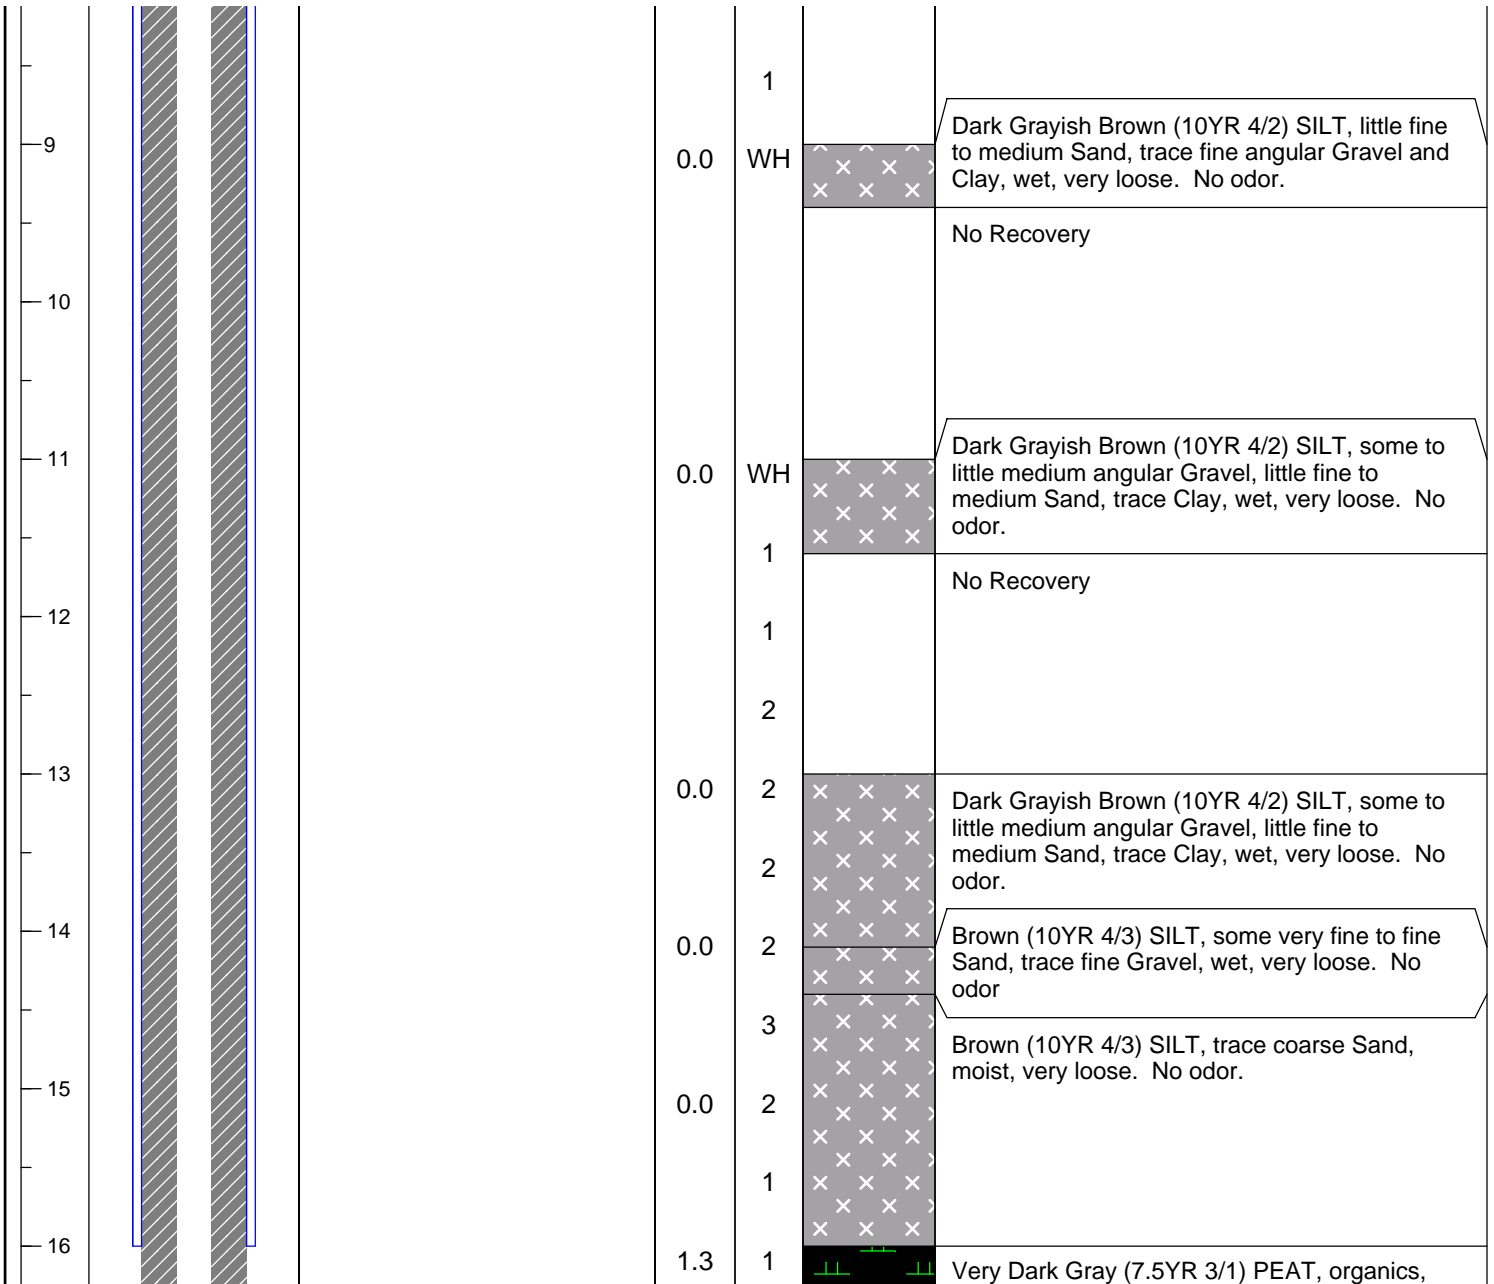 1
Dark Grayish Brown (10YR 4/2) SILT, little fine
to medium Sand, trace fine angular Gravel and
Clay, wet, very loose.  No odor.
9
0.0 WH
No Recovery
10
Dark Grayish Brown (10YR 4/2) SILT, some to
little medium angular Gravel, little fine to
medium Sand, trace Clay, wet, very loose.  No
odor.
11
0.0 WH
1
No Recovery
12
1
2
13
0.0 2
Dark Grayish Brown (10YR 4/2) SILT, some to
little medium angular Gravel, little fine to
medium Sand, trace Clay, wet, very loose.  No
odor.
2
14
0.0 2
Brown (10YR 4/3) SILT, some very fine to fine
Sand, trace fine Gravel, wet, very loose.  No
odor
3
Brown (10YR 4/3) SILT, trace coarse Sand,
moist, very loose.  No odor.
15
0.0 2
1
16
1.3 1
Very Dark Gray (7.5YR 3/1) PEAT, organics,